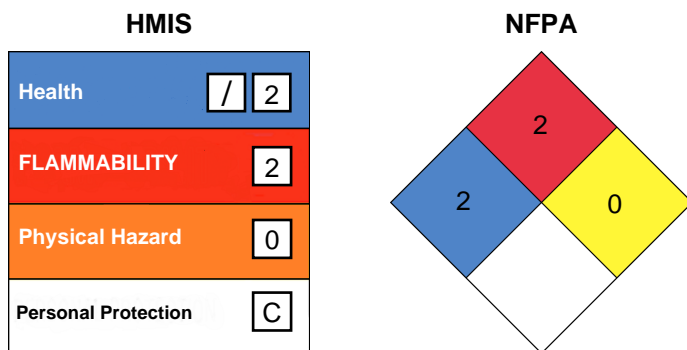 HMIS
Health / 2
FLAMMABILITY 2
Physical Hazard 0
Personal Protection C
NFPA
2
2 0